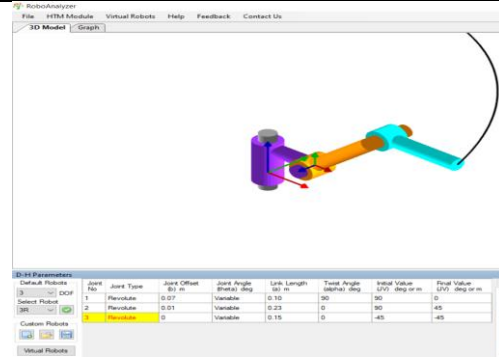 RoboAnalyzer
File HTM Module Virtual Robots Help Feedback Contact Us
3D Model Graph
D-H Parameters
Default Robots
3 DOF
Select Robot
3R
Custom Robots
Virtual Robots
Joint No Joint Type Joint Offset (b) m Joint Angle (theta) deg Link Length (a) m Twist Angle (alpha) deg Initial Value (JV) deg or m Final Value (JV) deg or m
1 Revolute 0.07 Variable 0.10 90 90 0
2 Revolute 0.01 Variable 0.23 0 90 45
3 Revolute 0 Variable 0.15 0 -45 -45